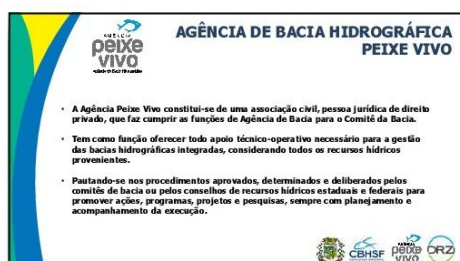 AGÊNCIA DE BACIA HIDROGRÁFICA
PEIXE VIVO
AGÊNCIA
peixe
vivo
• A Agência Peixe Vivo constitui-se de uma associação civil, pessoa jurídica de direito
privado, que faz cumprir as funções de Agência de Bacia para o Comitê da Bacia.
• Tem como função oferecer todo apoio técnico-operativo necessário para a gestão
das bacias hidrográficas integradas, considerando todos os recursos hídricos
provenientes.
• Pautando-se nos procedimentos aprovados, determinados e deliberados pelos
comitês de bacia ou pelos conselhos de recursos hídricos estaduais e federais para
promover ações, programas, projetos e pesquisas, sempre com planejamento e
acompanhamento da execução.
CBHSF
peixe
vivo
DRZ